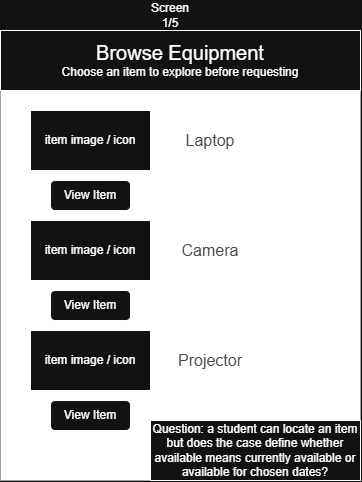 Screen
1/5
Browse Equipment
Choose an item to explore before requesting
item image / icon
Laptop
View Item
item image / icon
Camera
View Item
item image / icon
Projector
View Item
Question: a student can locate an item
but does the case define whether
available means currently available or
available for chosen dates?